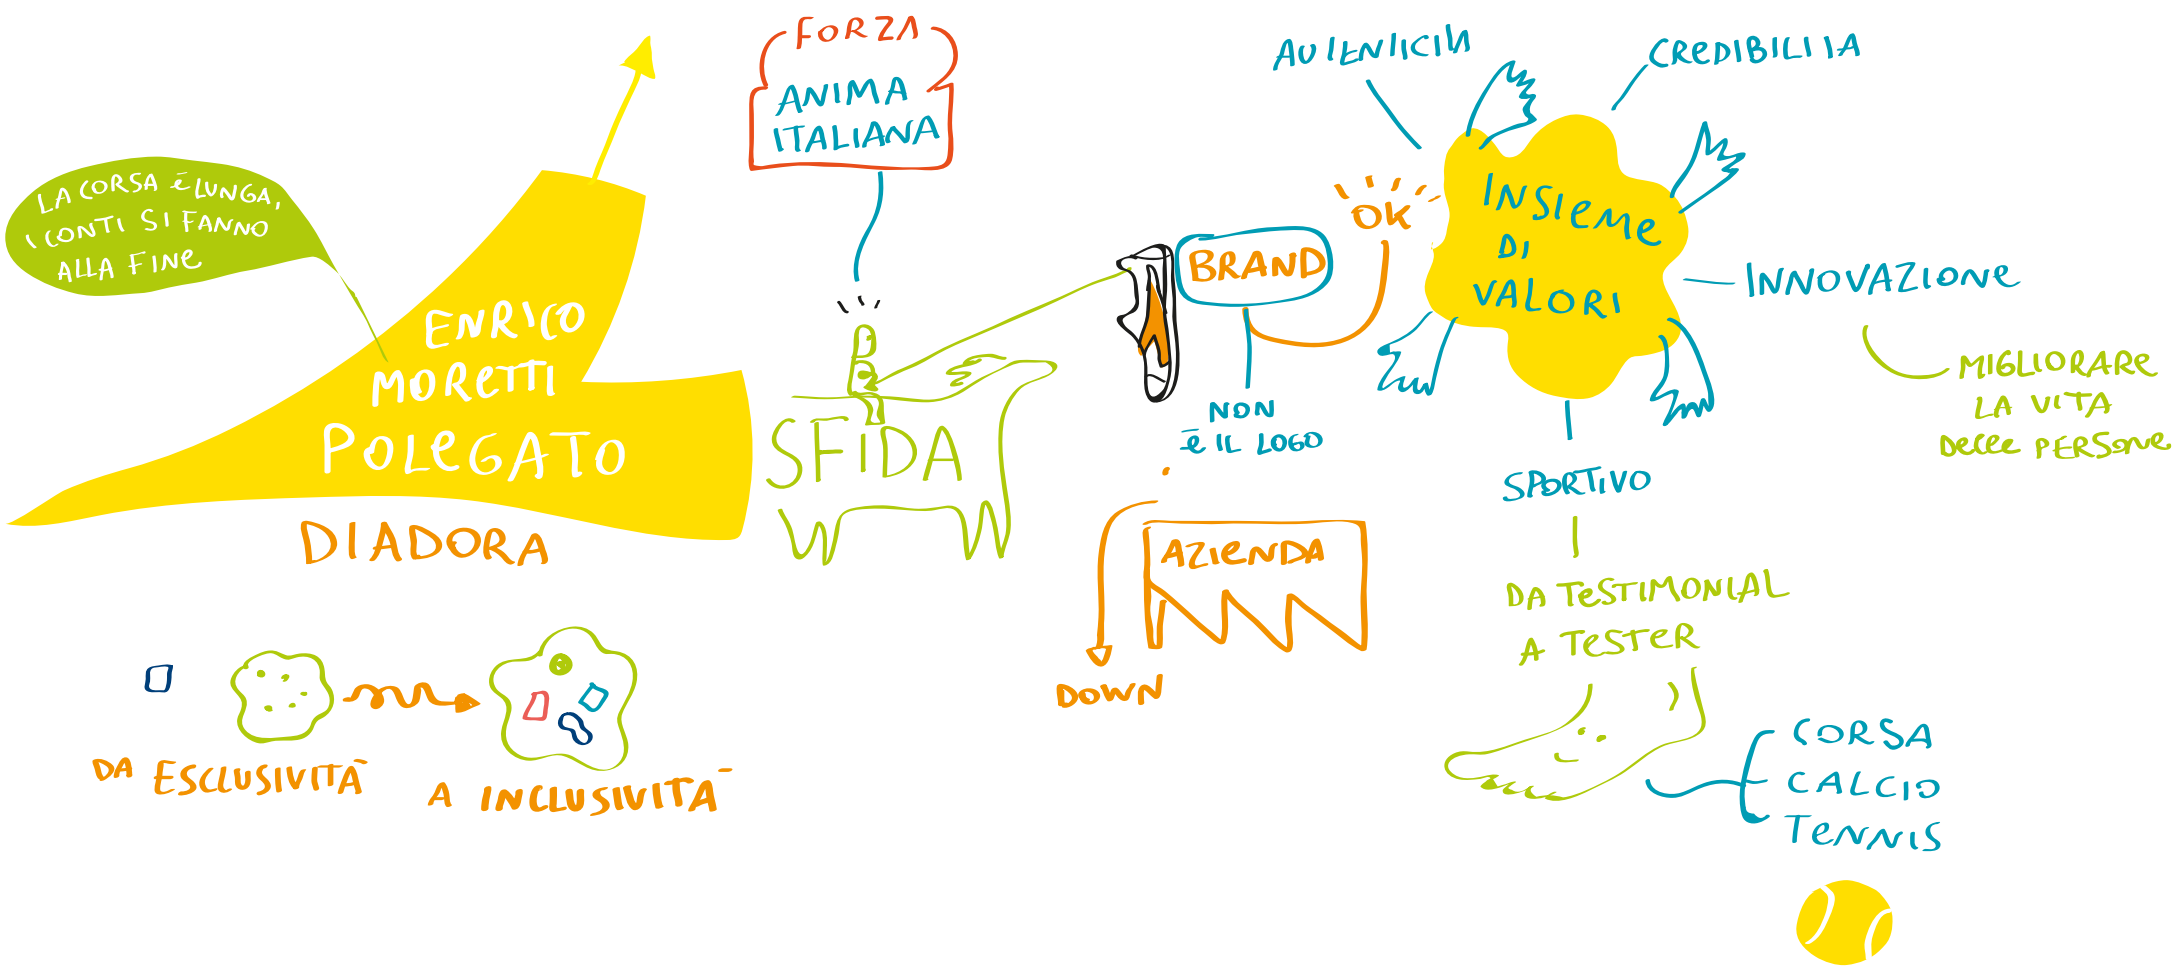 LA CORSA È LUNGA,
I CONTI SI FANNO
ALLA FINE
ENRICO
MORETTI
POLEGATO
DIADORA
DA ESCLUSIVITÀ
A INCLUSIVITÀ
FORZA
ANIMA
ITALIANA
SFIDA
BRAND
OK
NON
È IL LOGO
AZIENDA
DOWN
INSIEME
DI
VALORI
AUTENTICITÀ
CREDIBILITÀ
INNOVAZIONE
MIGLIORARE
LA VITA
DELLE PERSONE
SPORTIVO
DA TESTIMONIAL
A TESTER
CORSA
CALCIO
TENNIS